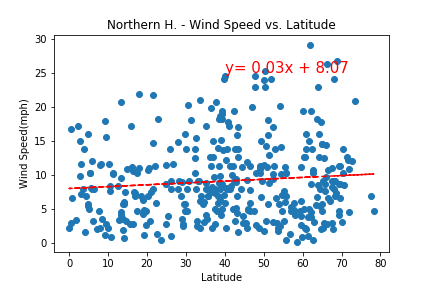 Northern H. - Wind Speed vs. Latitude
30
25
20
15
10
5
0
Wind Speed(mph)
y= 0.03x + 8.07
0 10 20 30 40 50 60 70 80
Latitude